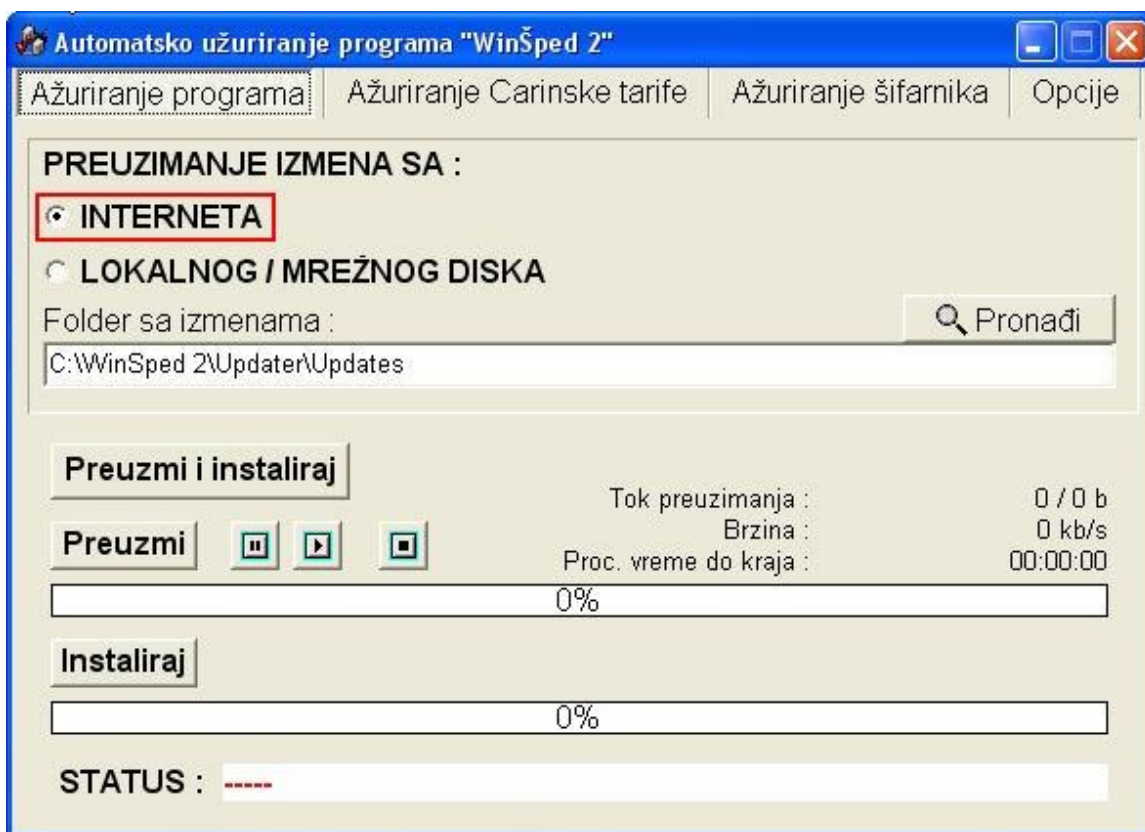 Automatsko užuriranje programa "WinŠped 2"
Ažuriranje programa Ažuriranje Carinske tarife Ažuriranje šifarnika Opcije
PREUZIMANJE IZMENA SA :
INTERNETA
LOKALNOG / MREŽNOG DISKA
Folder sa izmenama :
Pronađi
C:\WinSped 2\Updater\Updates
Preuzmi i instaliraj
Tok preuzimanja : 0 / 0 b
Preuzmi
Brzina : 0 kb/s
Proc. vreme do kraja : 00:00:00
0%
Instaliraj
0%
STATUS : -----